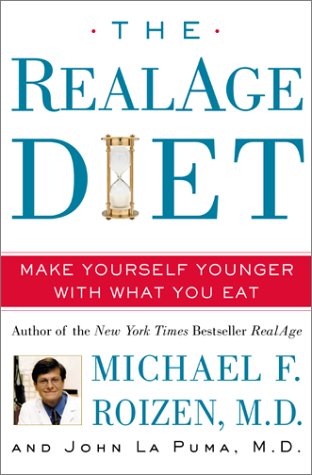 · THE ·
REALAGE
DIET
MAKE YOURSELF YOUNGER
WITH WHAT YOU EAT
Author of the New York Times Bestseller RealAge
MICHAEL F.
ROIZEN, M.D.
AND JOHN LA PUMA, M.D.